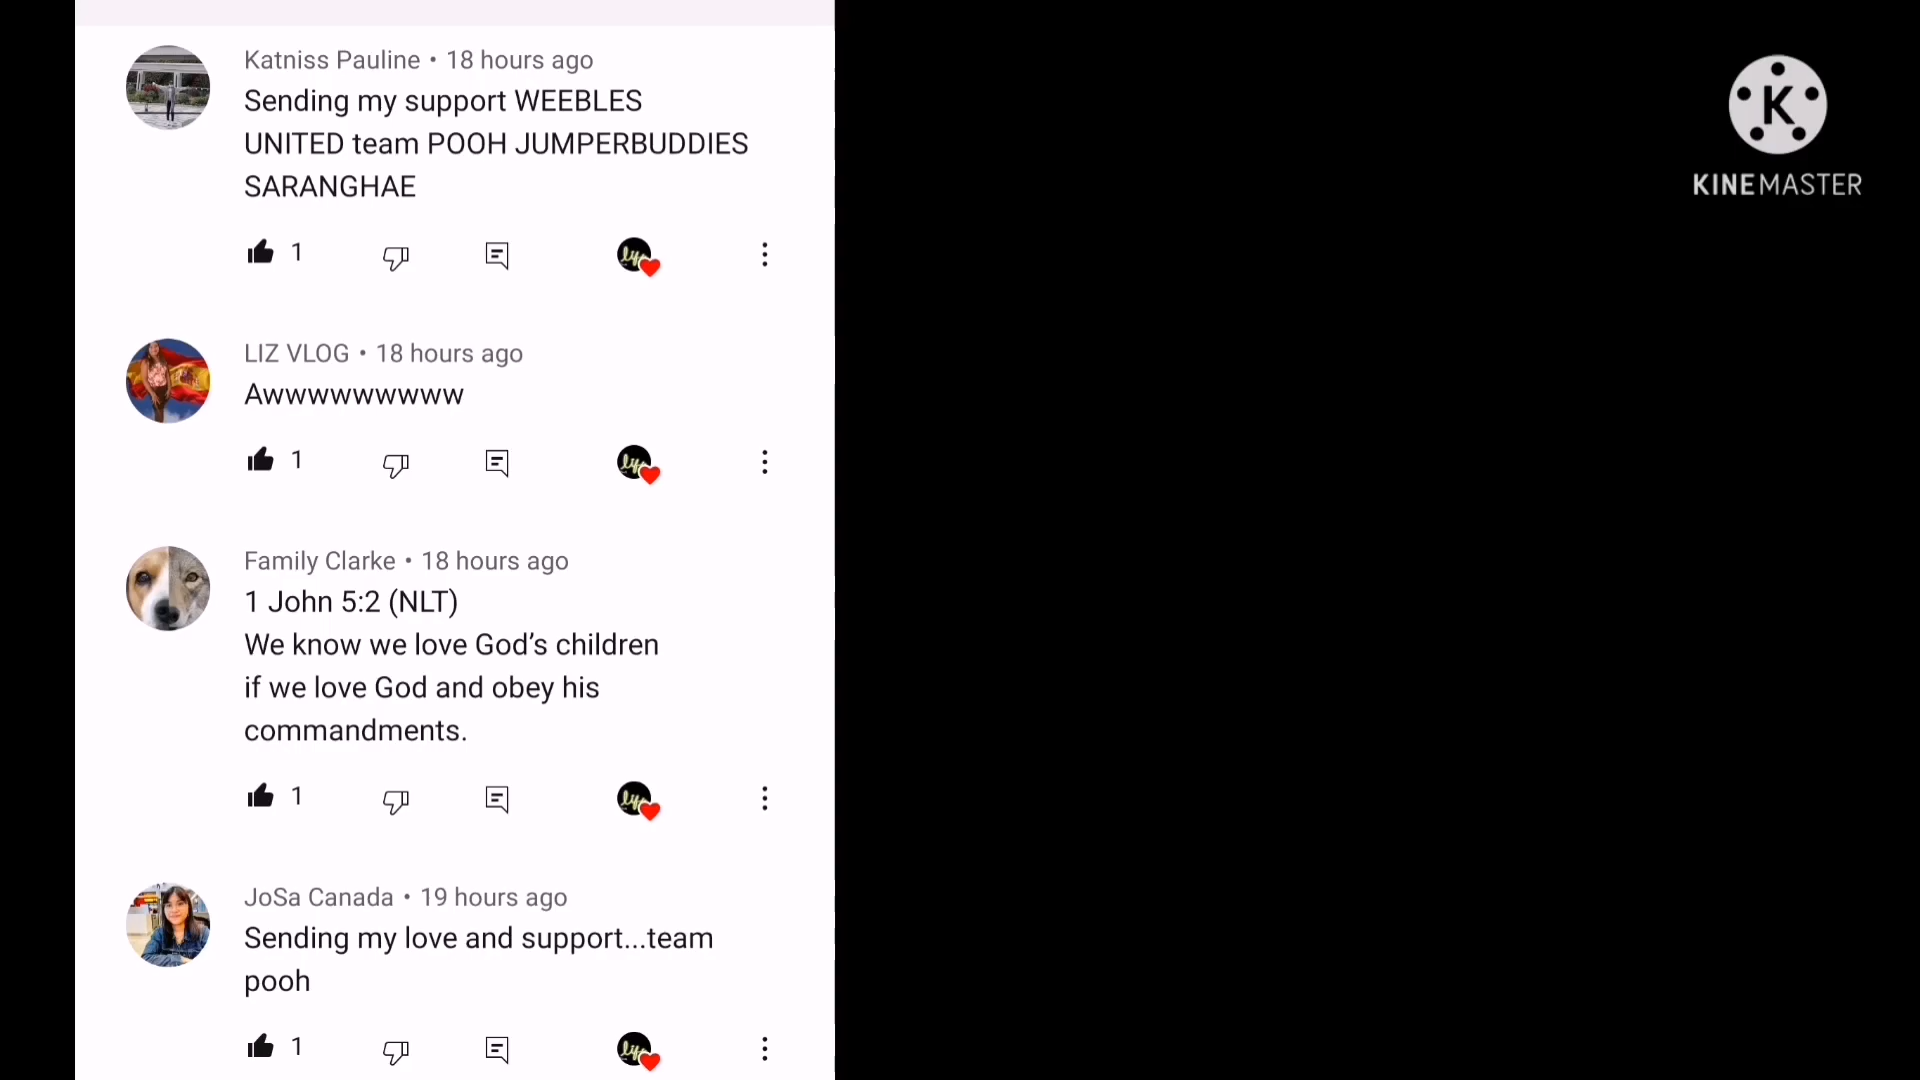 Katniss Pauline • 18 hours ago
Sending my support WEEBLES
UNITED team POOH JUMPERBUDDIES
SARANGHAE
1
LIZ VLOG • 18 hours ago
Awwwwwwwww
1
Family Clarke • 18 hours ago
1 John 5:2 (NLT)
We know we love God’s children
if we love God and obey his
commandments.
1
JoSa Canada • 19 hours ago
Sending my love and support...team
pooh
1
K
KINEMASTER